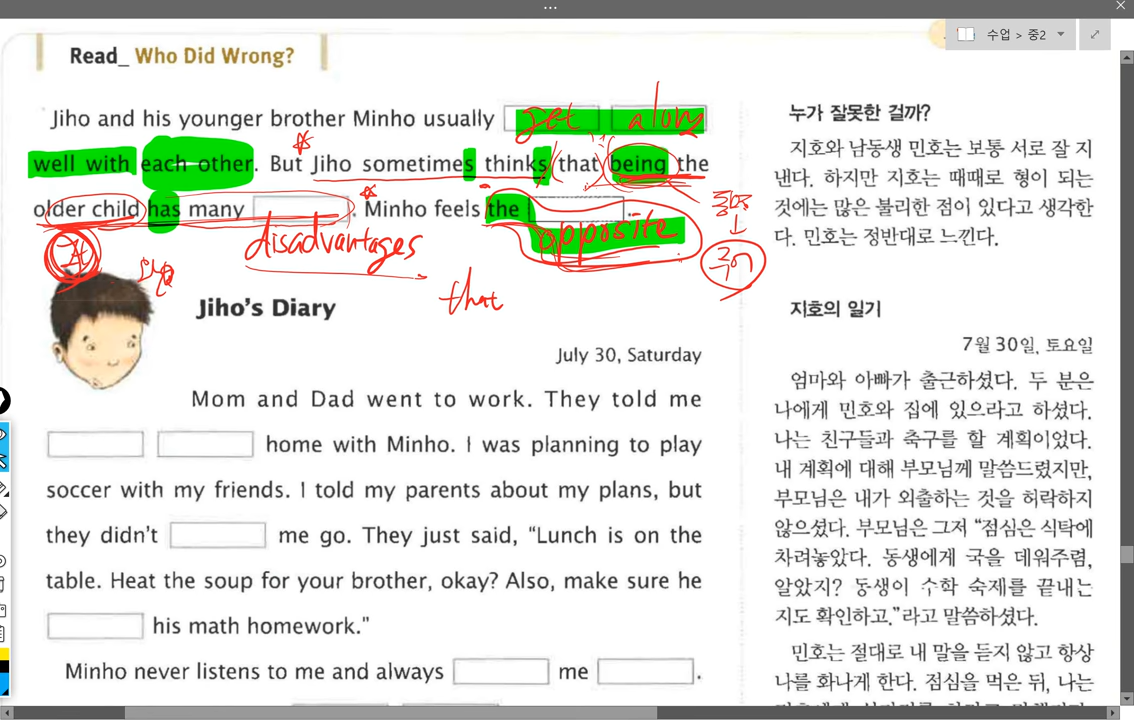 수업 > 중2
Read_ Who Did Wrong?
Jiho and his younger brother Minho usually get along
well with each other. But Jiho sometimes thinks that being the
older child has many disadvantages. Minho feels the opposite.
that
Jiho's Diary
July 30, Saturday
Mom and Dad went to work. They told me
home with Minho. I was planning to play
soccer with my friends. I told my parents about my plans, but
they didn't me go. They just said, "Lunch is on the
table. Heat the soup for your brother, okay? Also, make sure he
his math homework."
Minho never listens to me and always me .
누가 잘못한 걸까?
지호와 남동생 민호는 보통 서로 잘 지
낸다. 하지만 지호는 때때로 형이 되는
것에는 많은 불리한 점이 있다고 생각한
다. 민호는 정반대로 느낀다.
지호의 일기
7월 30일, 토요일
엄마와 아빠가 출근하셨다. 두 분은
나에게 민호와 집에 있으라고 하셨다.
나는 친구들과 축구를 할 계획이었다.
내 계획에 대해 부모님께 말씀드렸지만,
부모님은 내가 외출하는 것을 허락하지
않으셨다. 부모님은 그저 "점심은 식탁에
차려놓았다. 동생에게 국을 데워주렴,
알았지? 동생이 수학 숙제를 끝내는
지도 확인하고."라고 말씀하셨다.
민호는 절대로 내 말을 듣지 않고 항상
나를 화나게 한다. 점심을 먹은 뒤, 나는